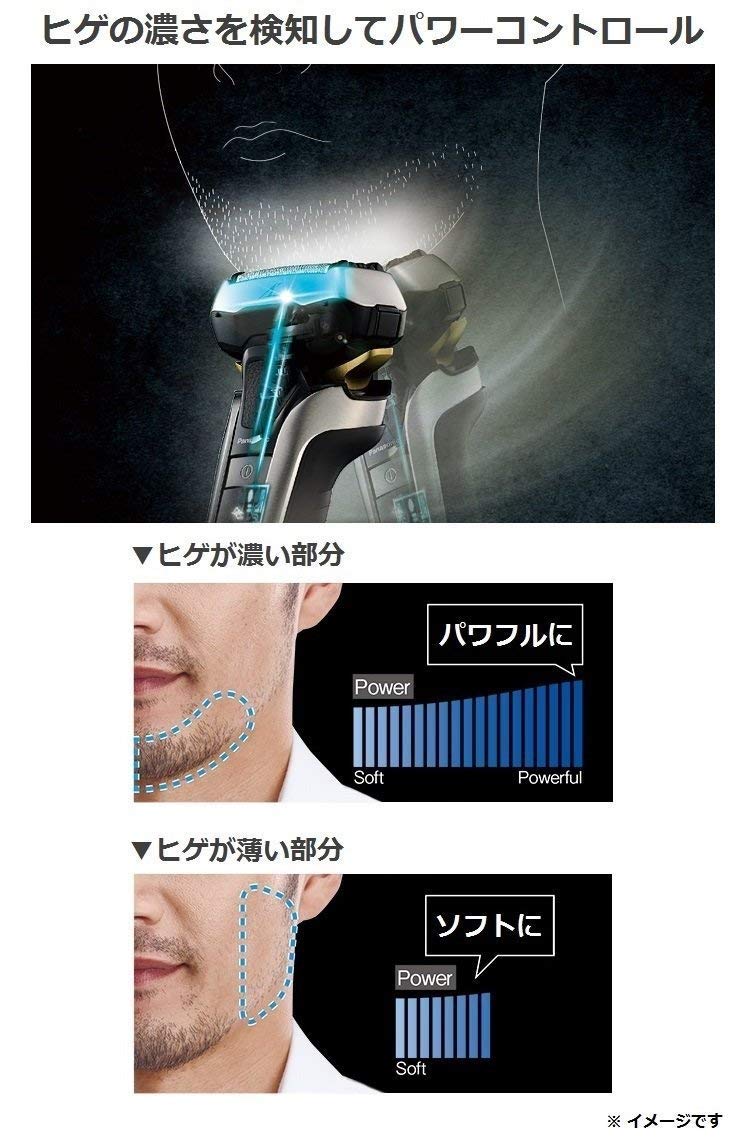 ヒゲの濃さを検知してパワーコントロール
Panasonic
Panasonic
▼ヒゲが濃い部分
パワフルに
Power
Soft
Powerful
▼ヒゲが薄い部分
ソフトに
Power
Soft
※ イメージです